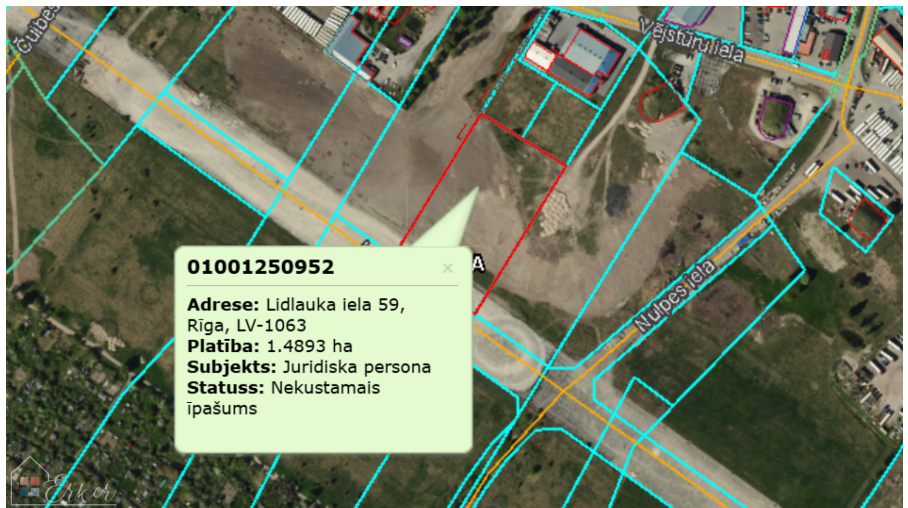 Čuibes
Vējstūru iela
01001250952
×
A
Adrese: Lidlauka iela 59,
Rīga, LV-1063
Platība: 1.4893 ha
Subjekts: Juridiska persona
Statuss: Nekustamais
īpašums
Nulpes iela
Erker